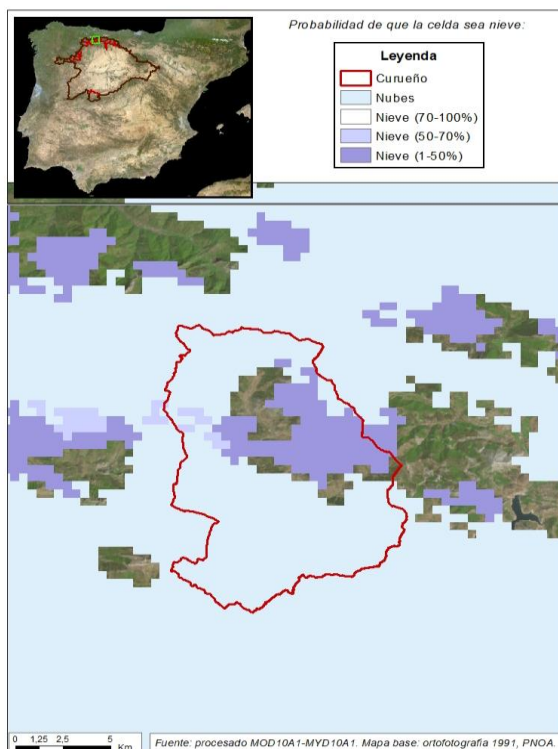 Probabilidad de que la celda sea nieve:
Leyenda
Curueño
Nubes
Nieve (70-100%)
Nieve (50-70%)
Nieve (1-50%)
0 1,25 2,5 5
Km
Fuente: procesado MOD10A1-MYD10A1. Mapa base: ortofotografia 1991, PNOA